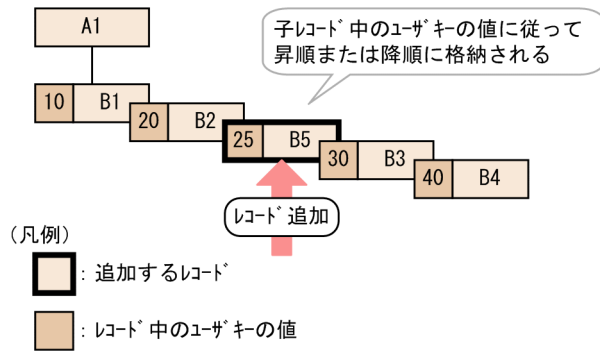 A1
子ﾚｺｰﾄﾞ中のﾕｰｻﾞｷｰの値に従って
昇順または降順に格納される
10 B1
20 B2
25 B5
30 B3
40 B4
ﾚｺｰﾄﾞ追加
(凡例)
: 追加するﾚｺｰﾄﾞ
: ﾚｺｰﾄﾞ中のﾕｰｻﾞｷｰの値